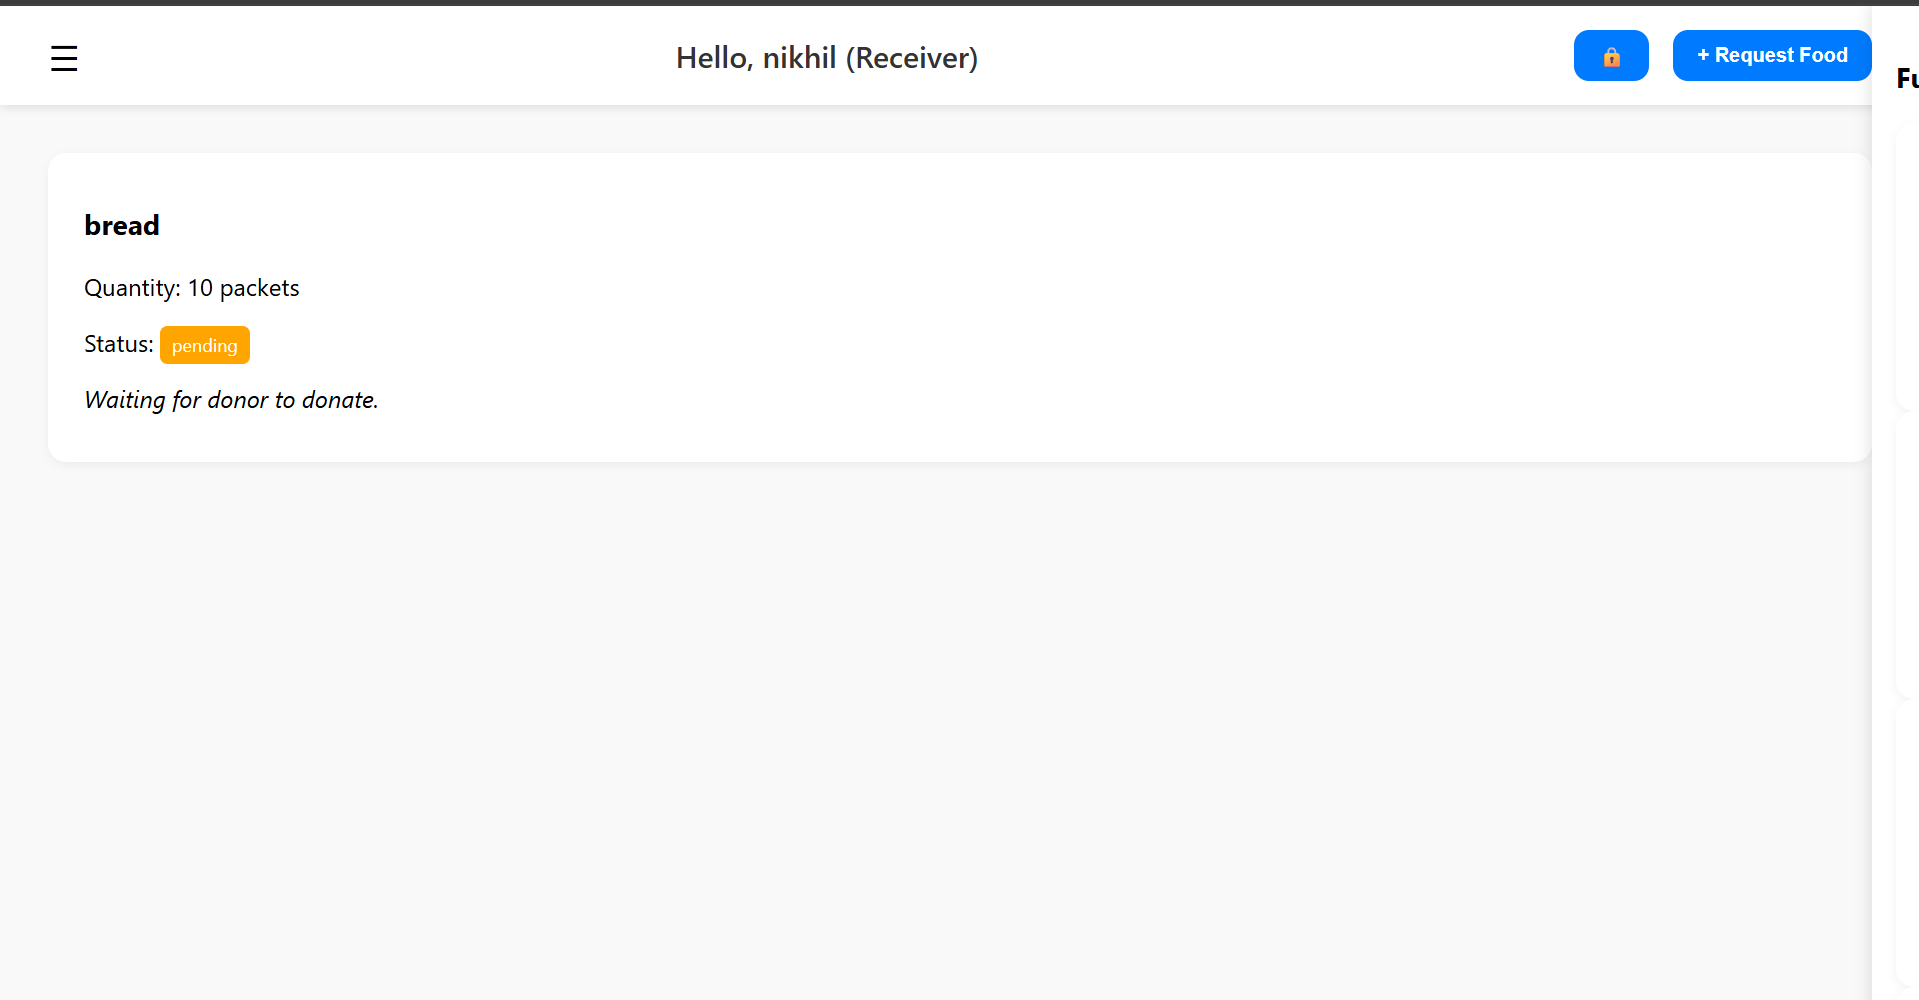 Hello, nikhil (Receiver)
+ Request Food
Fu
bread
Quantity: 10 packets
Status: pending
Waiting for donor to donate.